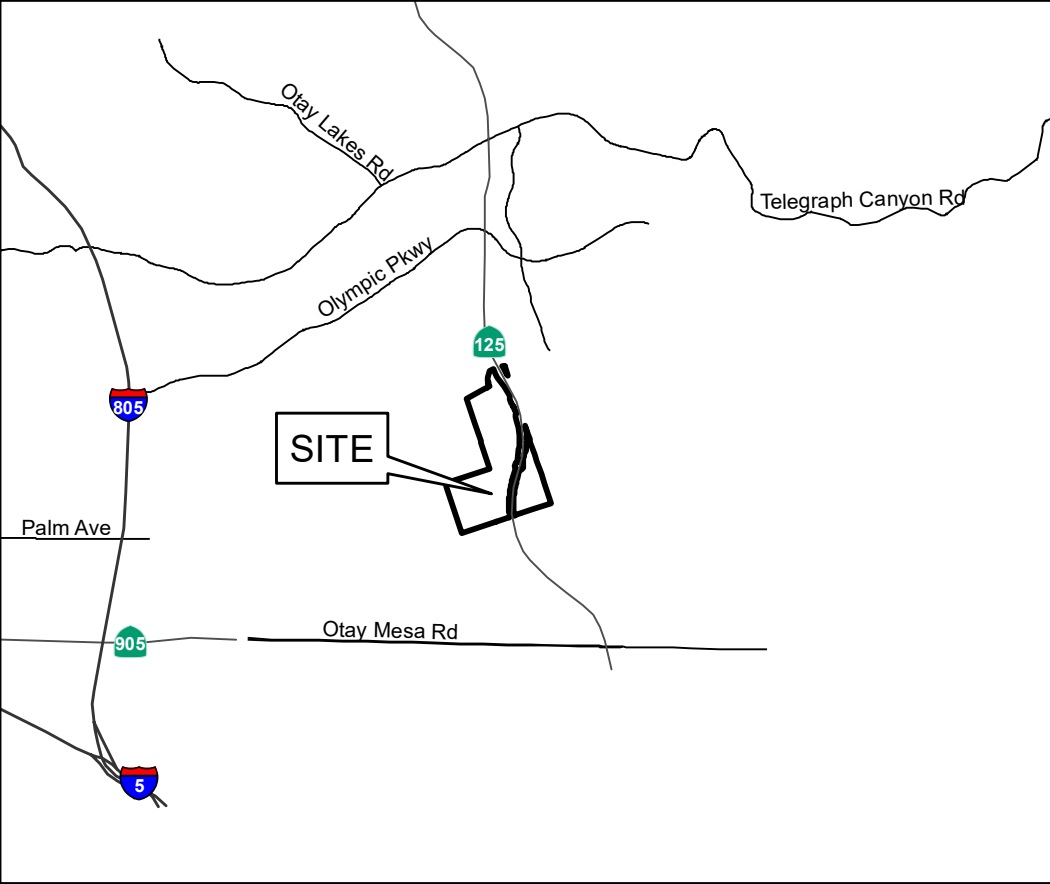 Otay Lakes Rd
Telegraph Canyon Rd
Olympic Pkwy
125
805
SITE
Palm Ave
905
Otay Mesa Rd
5